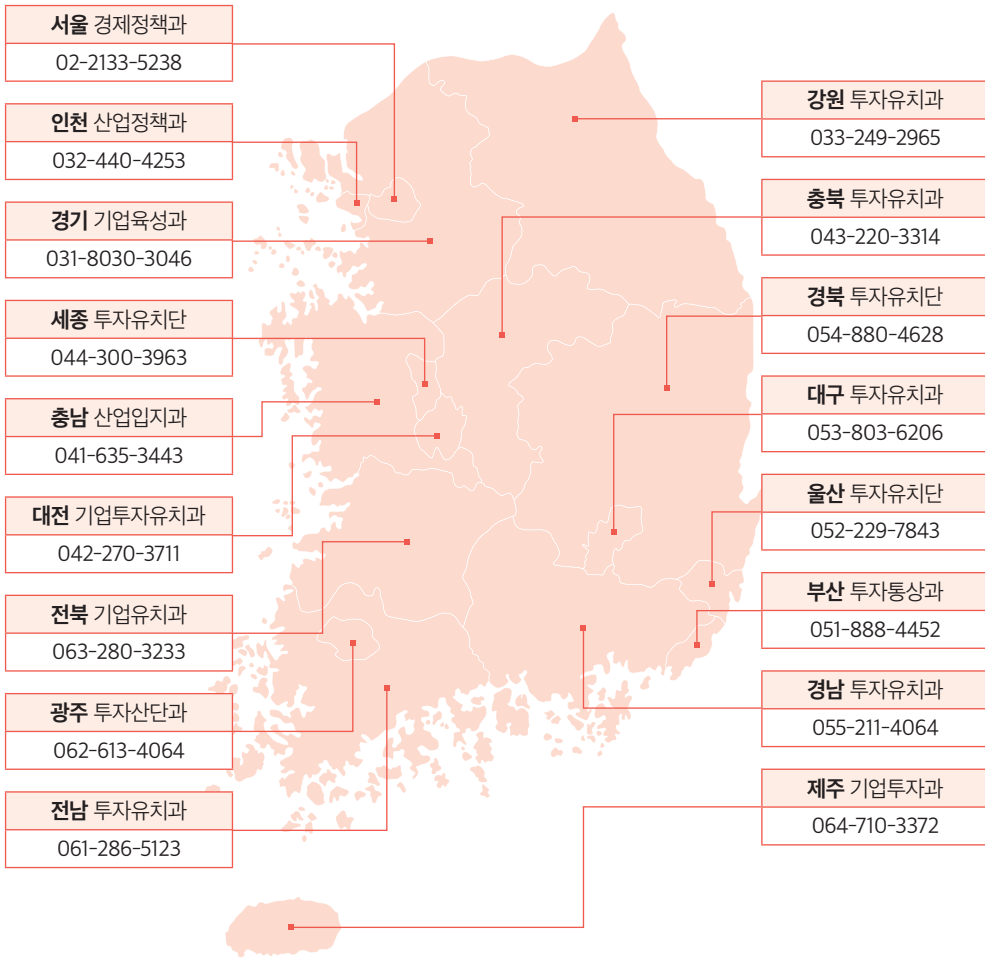 서울 경제정책과
02-2133-5238
인천 산업정책과
032-440-4253
경기 기업육성과
031-8030-3046
세종 투자유치단
044-300-3963
충남 산업입지과
041-635-3443
대전 기업투자유치과
042-270-3711
전북 기업유치과
063-280-3233
광주 투자산단과
062-613-4064
전남 투자유치과
061-286-5123
강원 투자유치과
033-249-2965
충북 투자유치과
043-220-3314
경북 투자유치단
054-880-4628
대구 투자유치과
053-803-6206
울산 투자유치단
052-229-7843
부산 투자통상과
051-888-4452
경남 투자유치과
055-211-4064
제주 기업투자과
064-710-3372